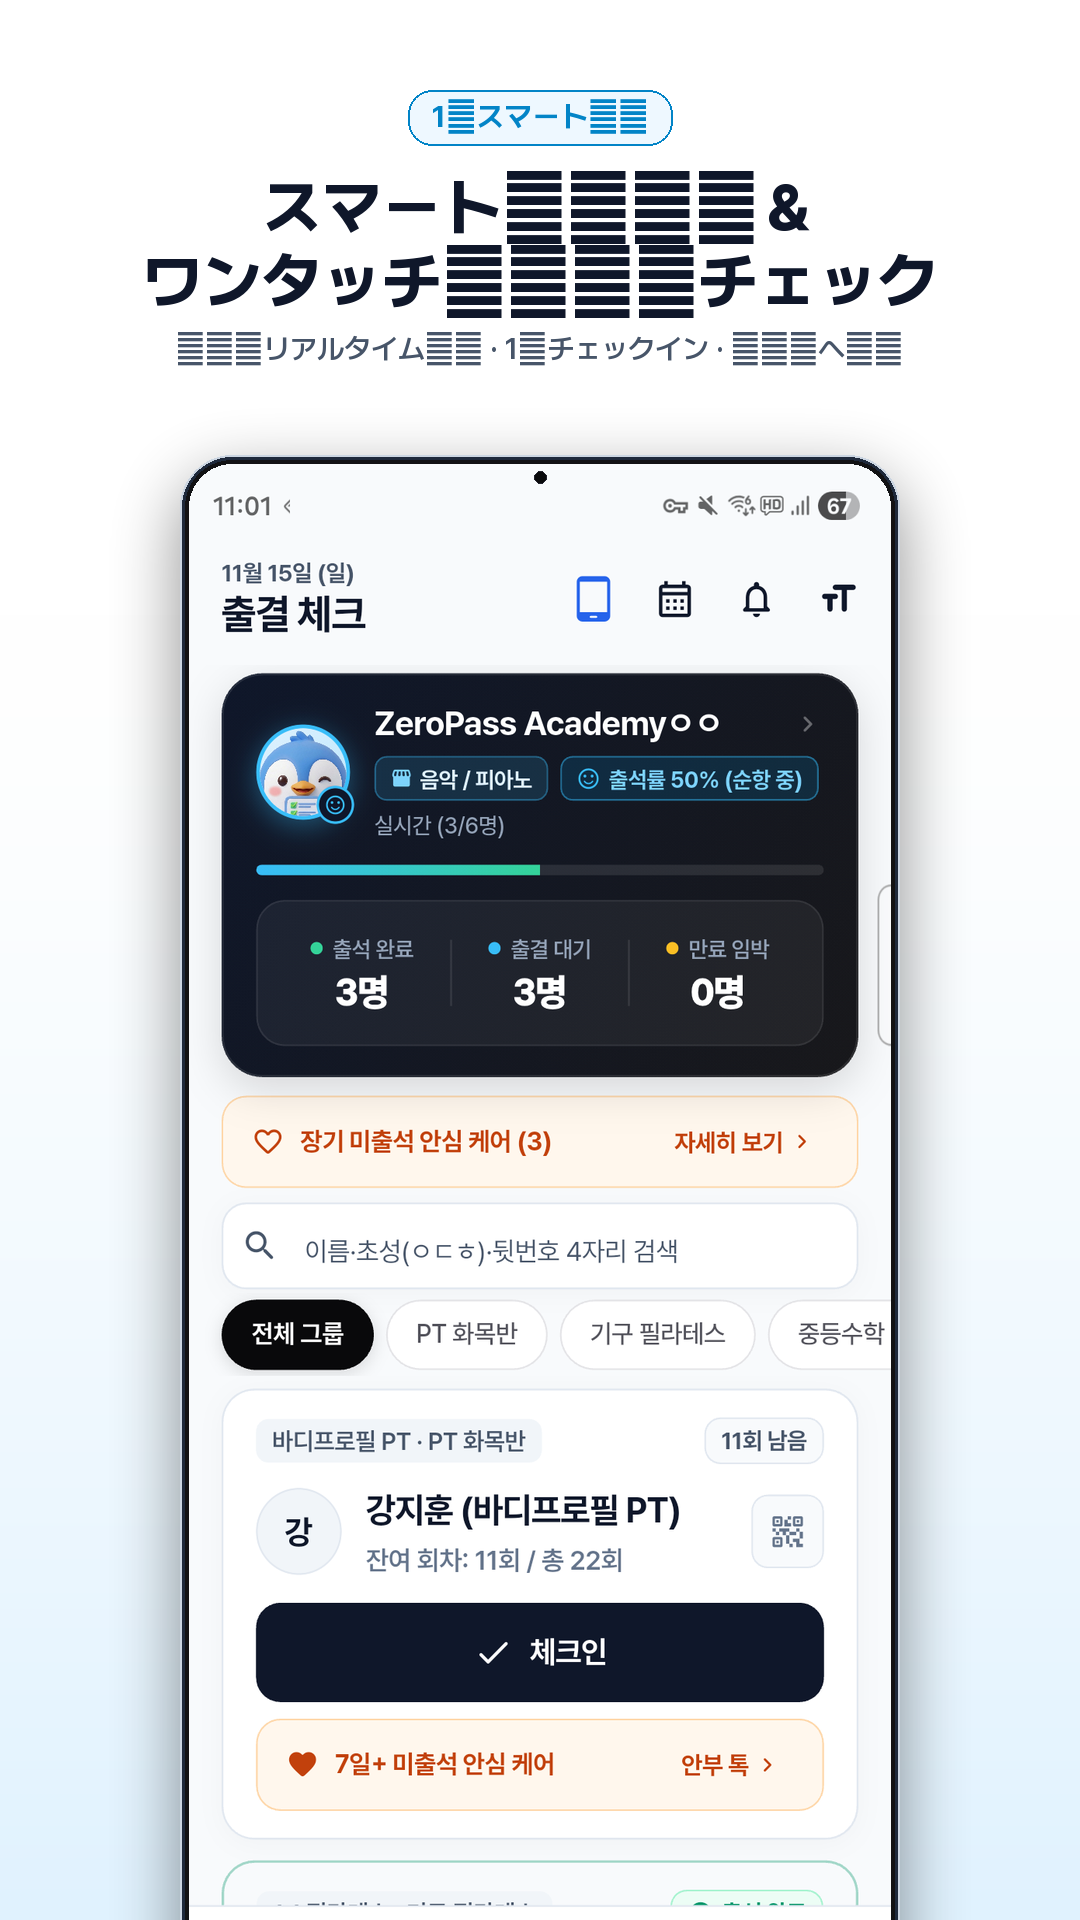 1▒スマート▒▒
スマート▒▒▒▒ &
ワンタッチ▒▒▒▒チェック
▒▒▒リアルタイム▒▒ · 1▒チェックイン · ▒▒▒へ▒▒
11:01
HD
67
11월 15일 (일)
출결 체크
ZeroPass Academyㅇㅇ
음악 / 피아노
출석률 50% (순항 중)
실시간 (3/6명)
출석 완료
출결 대기
만료 임박
3명
3명
0명
장기 미출석 안심 케어 (3)
자세히 보기
이름·초성(ㅇㄷㅎ)·뒷번호 4자리 검색
전체 그룹
PT 화목반
기구 필라테스
중등수학
바디프로필 PT · PT 화목반
11회 남음
강
강지훈 (바디프로필 PT)
잔여 회차: 11회 / 총 22회
체크인
7일+ 미출석 안심 케어
안부 톡